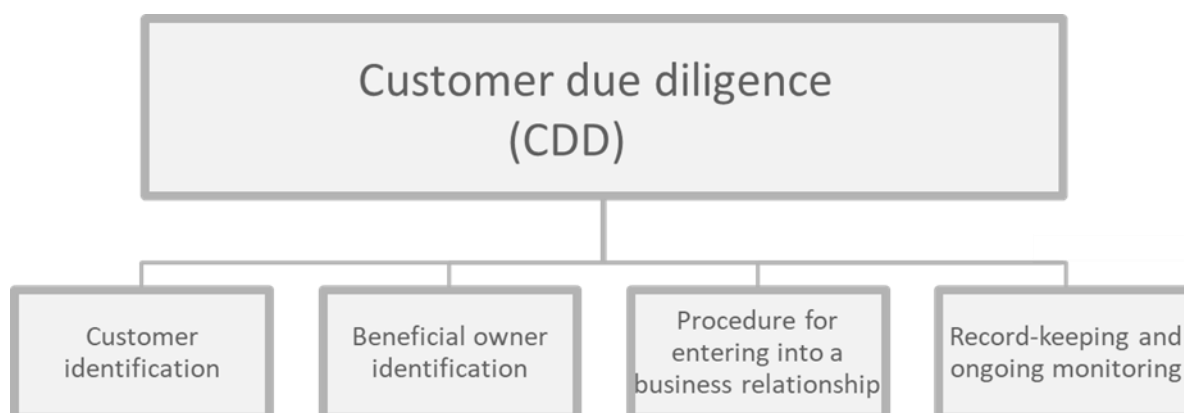 Customer due diligence
(CDD)
Customer
identification
Beneficial owner
identification
Procedure for
entering into a
business relationship
Record-keeping and
ongoing monitoring